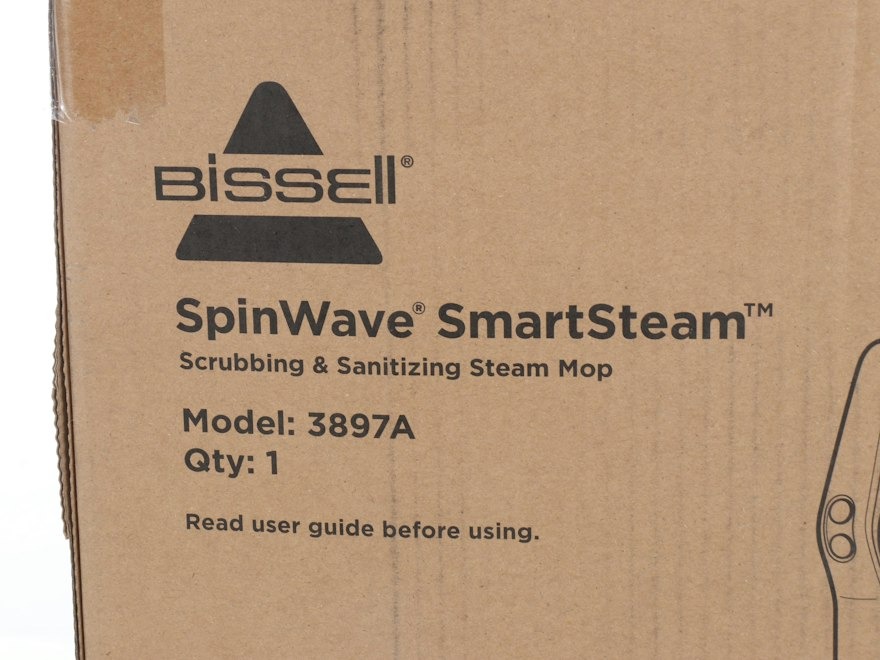 Bissell®
SpinWave® SmartSteam™
Scrubbing & Sanitizing Steam Mop
Model: 3897A
Qty: 1
Read user guide before using.